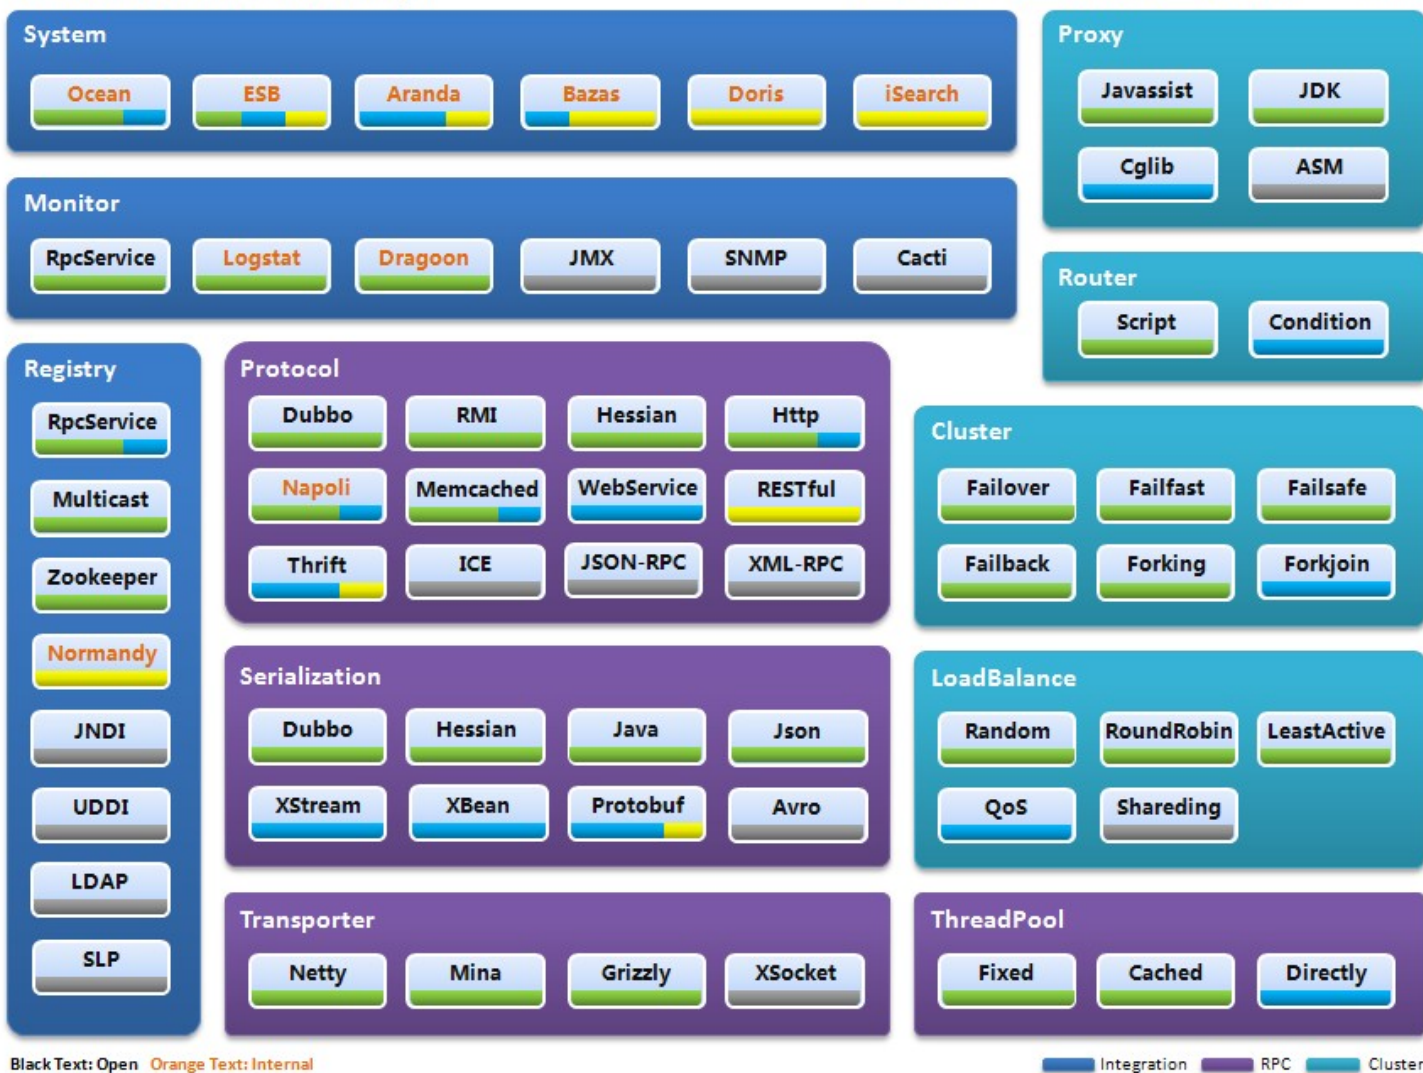 System
Ocean ESB Aranda Bazas Doris iSearch
Monitor
RpcService Logstat Dragoon JMX SNMP Cacti
Proxy
Javassist JDK
Cglib ASM
Router
Script Condition
Registry
RpcService
Multicast
Zookeeper
Normandy
JNDI
UDDI
LDAP
SLP
Protocol
Dubbo RMI Hessian Http
Napoli Memcached WebService RESTful
Thrift ICE JSON-RPC XML-RPC
Cluster
Failover Failfast Failsafe
Failback Forking Forkjoin
Serialization
Dubbo Hessian Java Json
XStream XBean Protobuf Avro
LoadBalance
Random RoundRobin LeastActive
QoS Shareding
Transporter
Netty Mina Grizzly XSocket
ThreadPool
Fixed Cached Directly
Black Text: Open Orange Text: Internal
Integration RPC Cluster